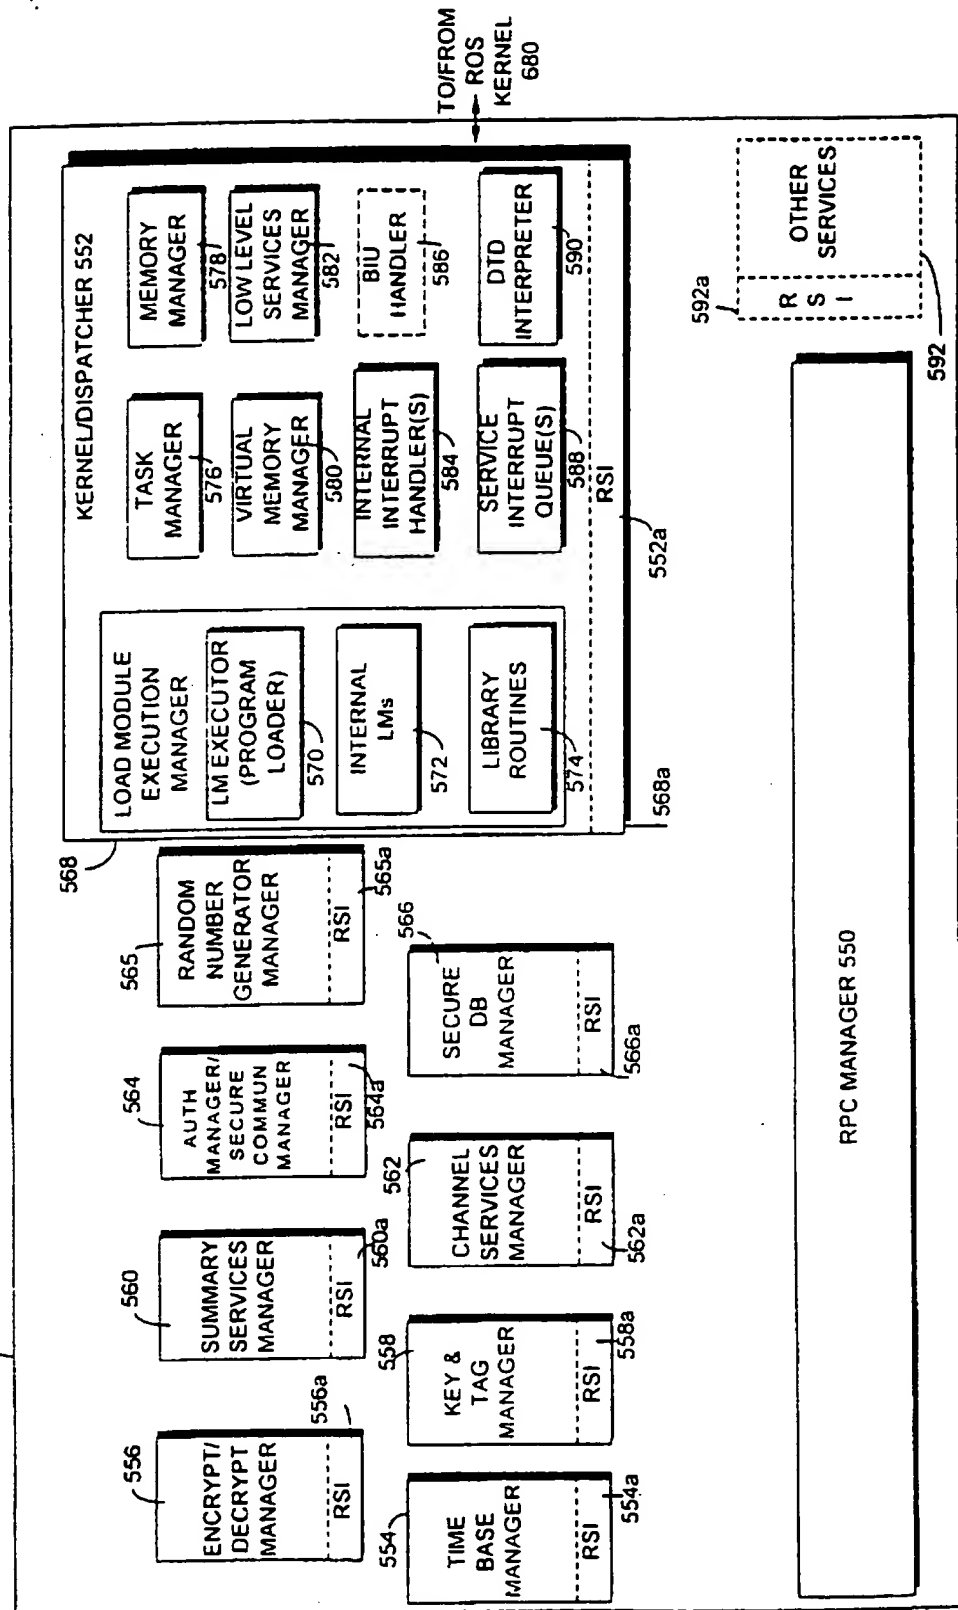 KERNEL/DISPATCHER 552
LOAD MODULE
EXECUTION
MANAGER
LM EXECUTOR
(PROGRAM
LOADER)
570
INTERNAL
LMs
572
LIBRARY
ROUTINES
574
568
568a
TASK
MANAGER
576
MEMORY
MANAGER
578
VIRTUAL
MEMORY
MANAGER
580
LOW LEVEL
SERVICES
MANAGER
582
INTERNAL
INTERRUPT
HANDLER(S)
584
BIU
HANDLER
586
SERVICE
INTERRUPT
QUEUE(S)
588
DTD
INTERPRETER
590
RSI
552a
TO/FROM
ROS
KERNEL
680
556
ENCRYPT/
DECRYPT
MANAGER
RSI
556a
560
SUMMARY
SERVICES
MANAGER
RSI
560a
564
AUTH
MANAGER/
SECURE
COMMUN
MANAGER
RSI
564a
565
RANDOM
NUMBER
GENERATOR
MANAGER
RSI
565a
554
TIME
BASE
MANAGER
RSI
554a
558
KEY &
TAG
MANAGER
RSI
558a
562
CHANNEL
SERVICES
MANAGER
RSI
562a
566
SECURE
DB
MANAGER
RSI
566a
592a
RSI
OTHER
SERVICES
592
RPC MANAGER 550